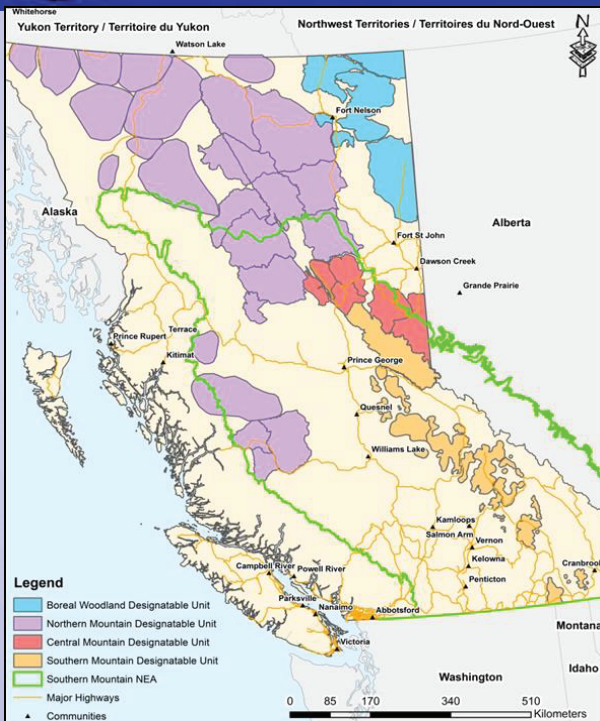 Whitehorse
Yukon Territory / Territoire du Yukon
Northwest Territories / Territoires du Nord-Ouest
N
Watson Lake
Fort Nelson
Alaska
Alberta
Fort St John
Dawson Creek
Grande Prairie
Prince Rupert
Terrace
Kitimat
Prince George
Quesnel
Williams Lake
Kamloops
Salmon Arm
Vernon
Kelowna
Cranbrook
Penticton
Campbell River
Powell River
Parksville
Nanaimo
Abbotsford
Victoria
Montana
Idaho
Washington
Legend
Boreal Woodland Designatable Unit
Northern Mountain Designatable Unit
Central Mountain Designatable Unit
Southern Mountain Designatable Unit
Southern Mountain NEA
Major Highways
Communities
0 85 170 340 510
Kilometers